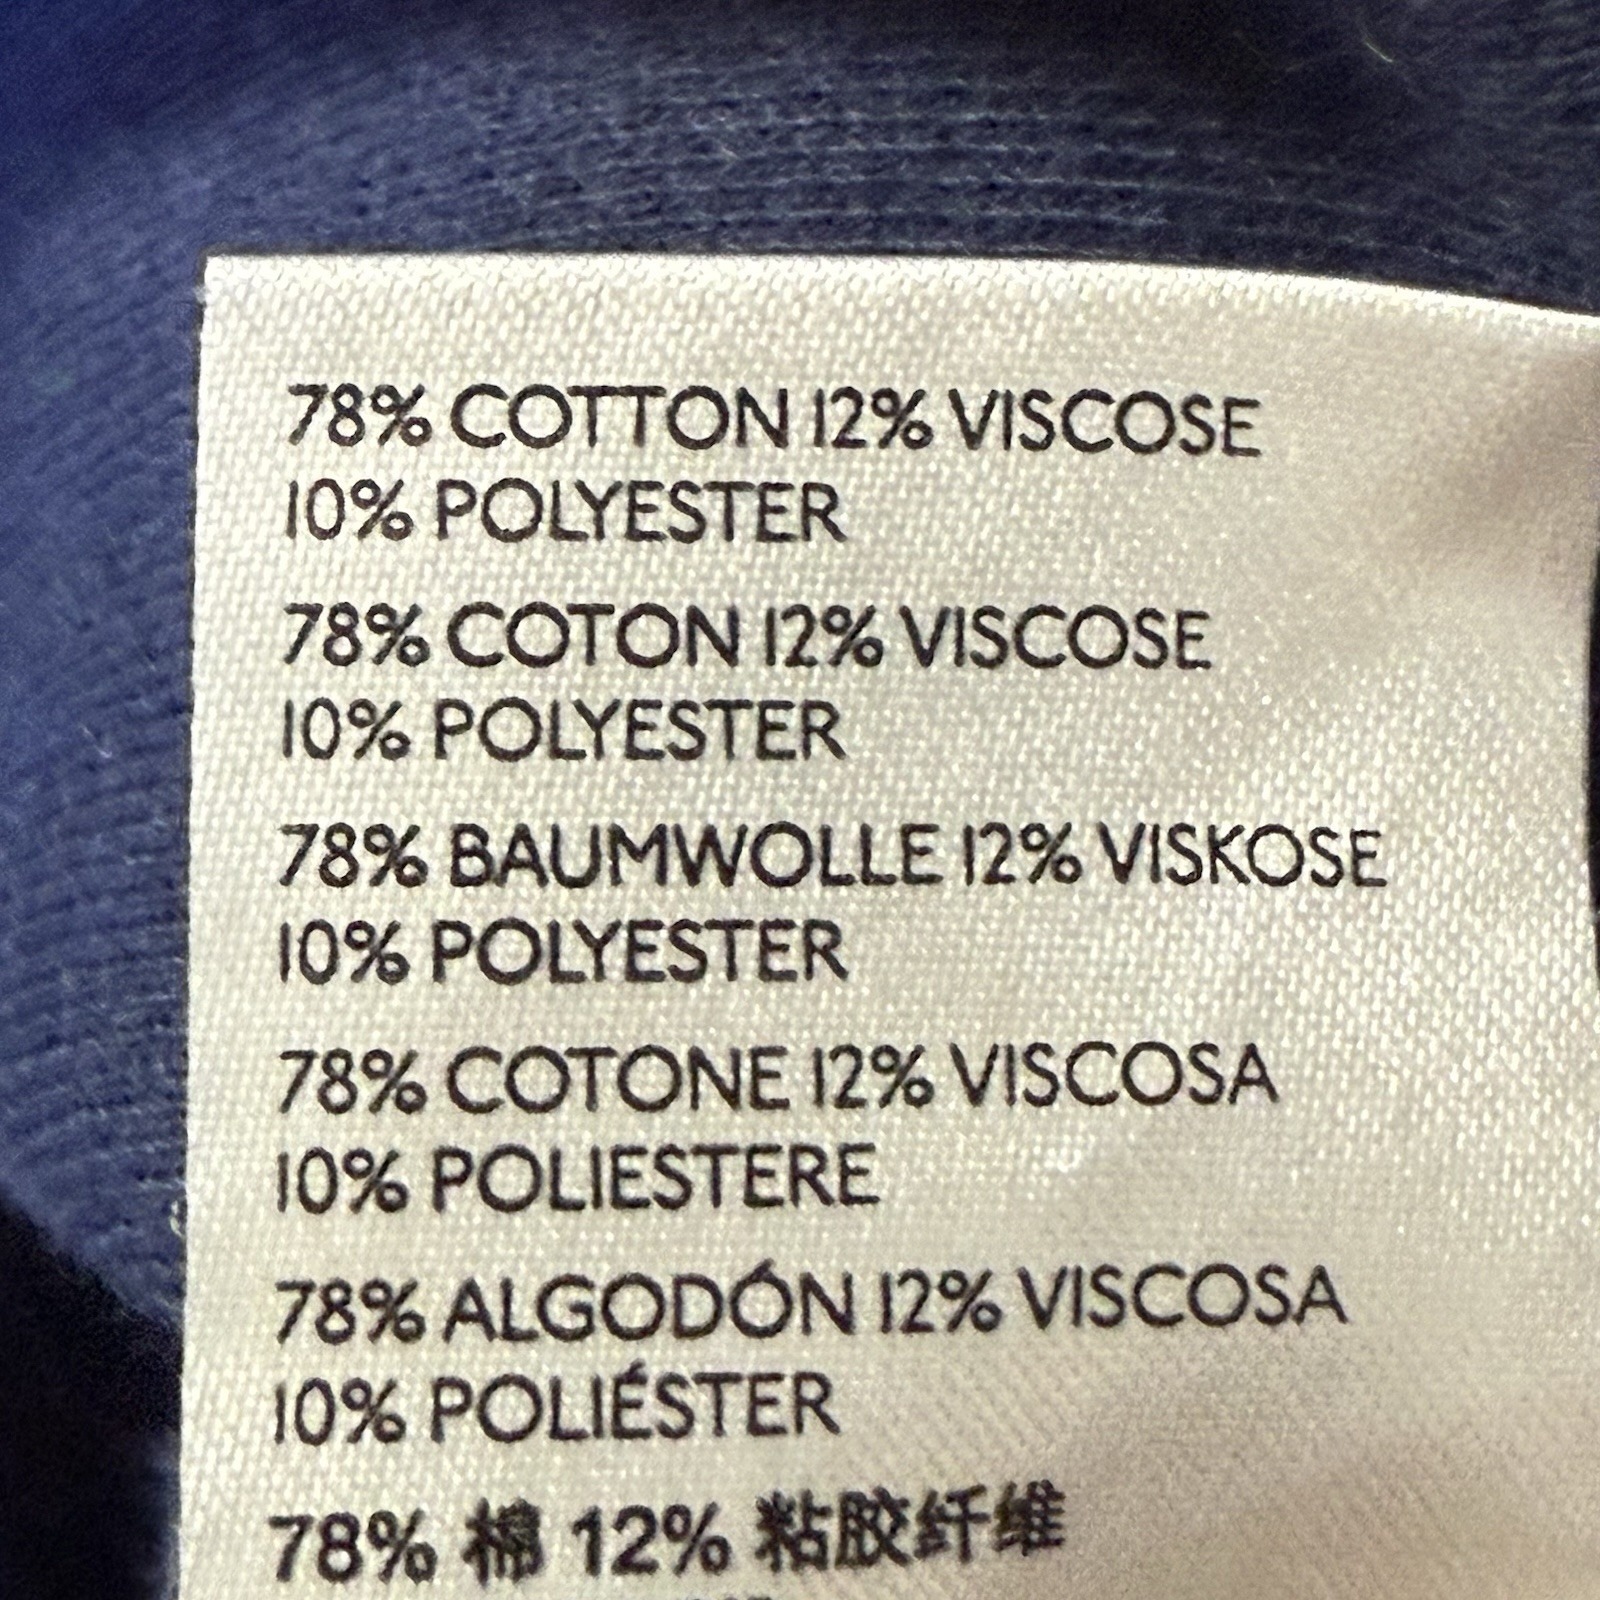 78% COTTON 12% VISCOSE
10% POLYESTER
78% COTON 12% VISCOSE
10% POLYESTER
78% BAUMWOLLE 12% VISKOSE
10% POLYESTER
78% COTONE 12% VISCOSA
10% POLIESTERE
78% ALGODÓN 12% VISCOSA
10% POLIÉSTER
78% 棉 12% 粘胶纤维